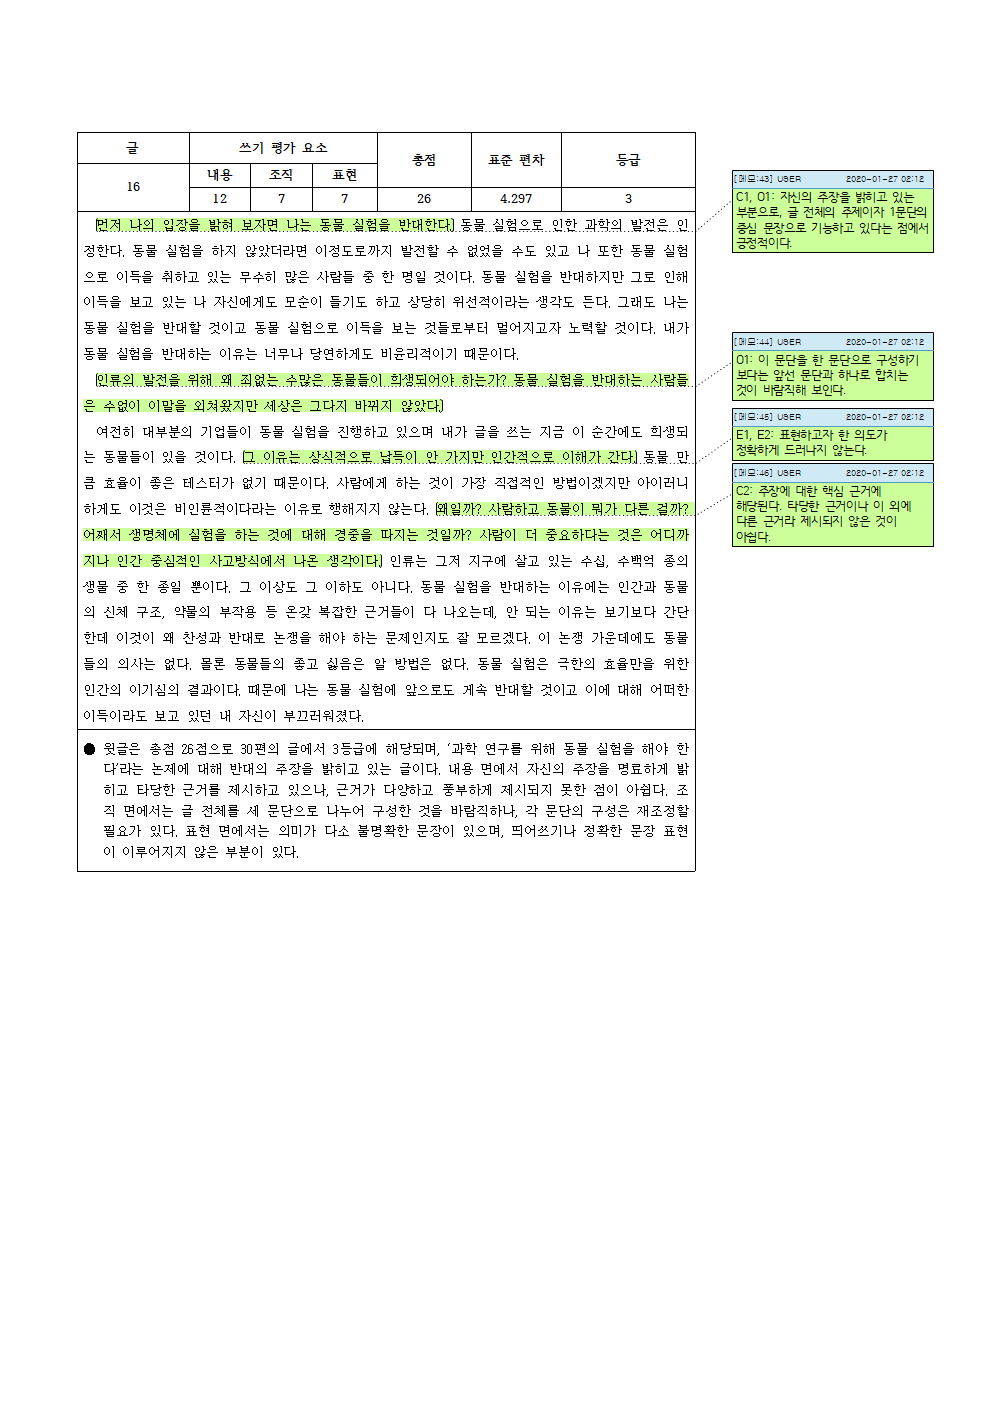 글 쓰기 평가 요소 총점 표준 편차 등급
16 내용 조직 표현
12 7 7 26 4.297 3
먼저 나의 입장을 밝혀 보자면 나는 동물 실험을 반대한다. 동물 실험으로 인한 과학의 발전은 인
정한다. 동물 실험을 하지 않았더라면 이정도로까지 발전할 수 없었을 수도 있고 나 또한 동물 실험
으로 이득을 취하고 있는 무수히 많은 사람들 중 한 명일 것이다. 동물 실험을 반대하지만 그로 인해
이득을 보고 있는 나 자신에게도 모순이 들기도 하고 상당히 위선적이라는 생각도 든다. 그래도 나는
동물 실험을 반대할 것이고 동물 실험으로 이득을 보는 것들로부터 멀어지고자 노력할 것이다. 내가
동물 실험을 반대하는 이유는 너무나 당연하게도 비윤리적이기 때문이다.
인류의 발전을 위해 왜 죄없는 수많은 동물들이 희생되어야 하는가? 동물 실험을 반대하는 사람들
은 수없이 이말을 외쳐왔지만 세상은 그다지 바뀌지 않았다.
여전히 대부분의 기업들이 동물 실험을 진행하고 있으며 내가 글을 쓰는 지금 이 순간에도 희생되
는 동물들이 있을 것이다. 그 이유는 상식적으로 납득이 안 가지만 인간적으로 이해가 간다. 동물 만
큼 효율이 좋은 테스터가 없기 때문이다. 사람에게 하는 것이 가장 직접적인 방법이겠지만 아이러니
하게도 이것은 비인륜적이다라는 이유로 행해지지 않는다. 왜일까? 사람하고 동물이 뭐가 다른 걸까?
어째서 생명체에 실험을 하는 것에 대해 경중을 따지는 것일까? 사람이 더 중요하다는 것은 어디까
지나 인간 중심적인 사고방식에서 나온 생각이다. 인류는 그저 지구에 살고 있는 수십, 수백억 종의
생물 중 한 종일 뿐이다. 그 이상도 그 이하도 아니다. 동물 실험을 반대하는 이유에는 인간과 동물
의 신체 구조, 약물의 부작용 등 온갖 복잡한 근거들이 다 나오는데, 안 되는 이유는 보기보다 간단
한데 이것이 왜 찬성과 반대로 논쟁을 해야 하는 문제인지도 잘 모르겠다. 이 논쟁 가운데에도 동물
들의 의사는 없다. 몰론 동물들의 좋고 싫음은 알 방법은 없다. 동물 실험은 극한의 효율만을 위한
인간의 이기심의 결과이다. 때문에 나는 동물 실험에 앞으로도 게속 반대할 것이고 이에 대해 어떠한
이득이라도 보고 있던 내 자신이 부끄러워졌다.
● 윗글은 총점 26점으로 30편의 글에서 3등급에 해당되며, ‘과학 연구를 위해 동물 실험을 해야 한
다’라는 논제에 대해 반대의 주장을 밝히고 있는 글이다. 내용 면에서 자신의 주장을 명료하게 밝
히고 타당한 근거를 제시하고 있으나, 근거가 다양하고 풍부하게 제시되지 못한 점이 아쉽다. 조
직 면에서는 글 전체를 세 문단으로 나누어 구성한 것을 바람직하나, 각 문단의 구성은 재조정할
필요가 있다. 표현 면에서는 의미가 다소 불명확한 문장이 있으며, 띄어쓰기나 정확한 문장 표현
이 이루어지지 않은 부분이 있다.
[메모:43] USER 2020-01-27 02:12
C1, O1: 자신의 주장을 밝히고 있는
부분으로, 글 전체의 주제이자 1문단의
중심 문장으로 기능하고 있다는 점에서
긍정적이다.
[메모:44] USER 2020-01-27 02:12
O1: 이 문단을 한 문단으로 구성하기
보다는 앞선 문단과 하나로 합치는
것이 바람직해 보인다.
[메모:45] USER 2020-01-27 02:12
E1, E2: 표현하고자 한 의도가
정확하게 드러나지 않는다.
[메모:46] USER 2020-01-27 02:12
C2: 주장에 대한 핵심 근거에
해당된다. 타당한 근거이나 이 외에
다른 근거라 제시되지 않은 것이
아쉽다.